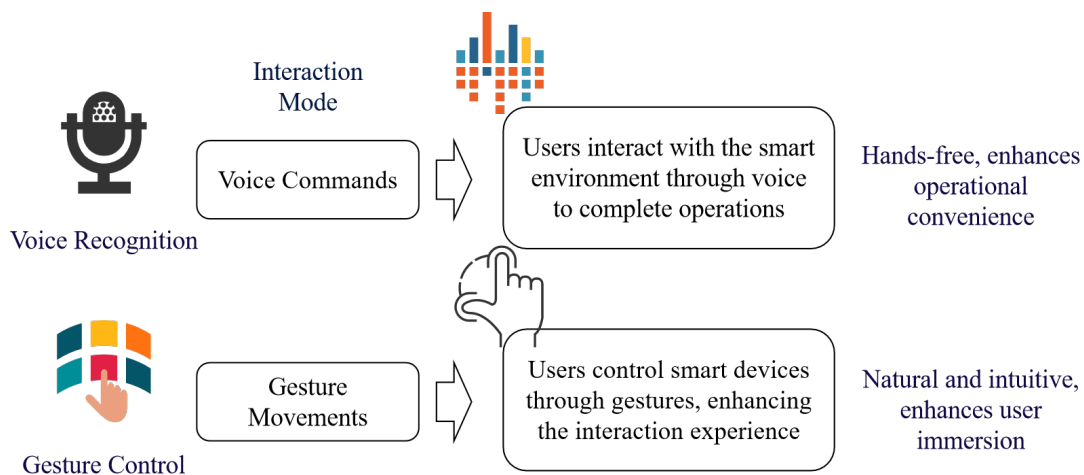 Interaction
Mode
Voice Recognition
Voice Commands
Users interact with the smart
environment through voice
to complete operations
Hands-free, enhances
operational
convenience
Gesture Control
Gesture
Movements
Users control smart devices
through gestures, enhancing
the interaction experience
Natural and intuitive,
enhances user
immersion